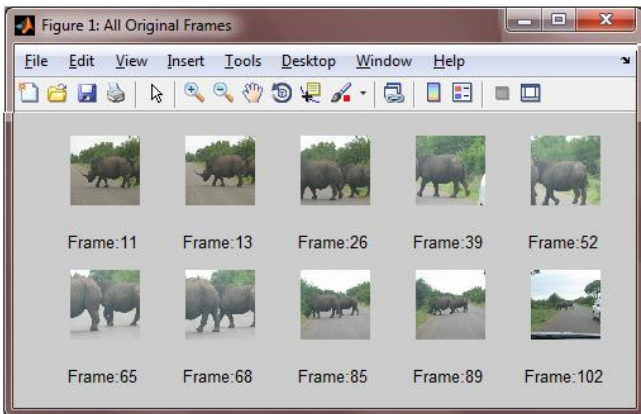 Figure 1: All Original Frames
File Edit View Insert Tools Desktop Window Help
Frame:11 Frame:13 Frame:26 Frame:39 Frame:52
Frame:65 Frame:68 Frame:85 Frame:89 Frame:102